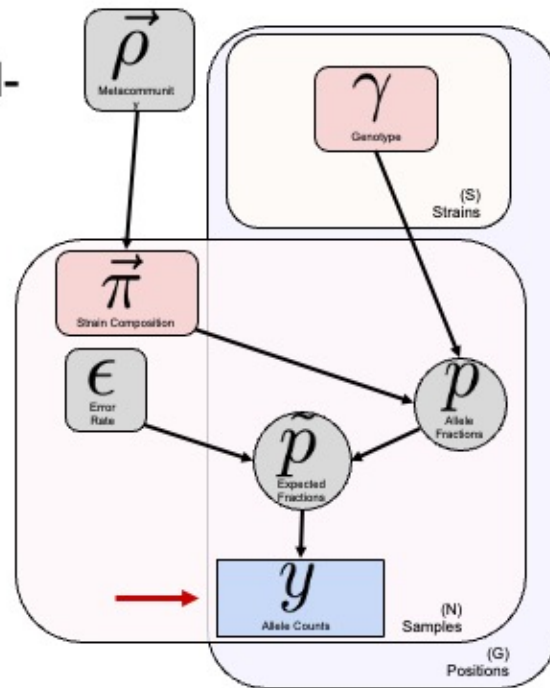 l-
ρ⃗
Metacommunit
y
γ
Genotype
(S)
Strains
π⃗
Strain Composition
ϵ
Error
Rate
p
Allele
Fractions
p̃
Expected
Fractions
y
Allele Counts
(N)
Samples
(G)
Positions